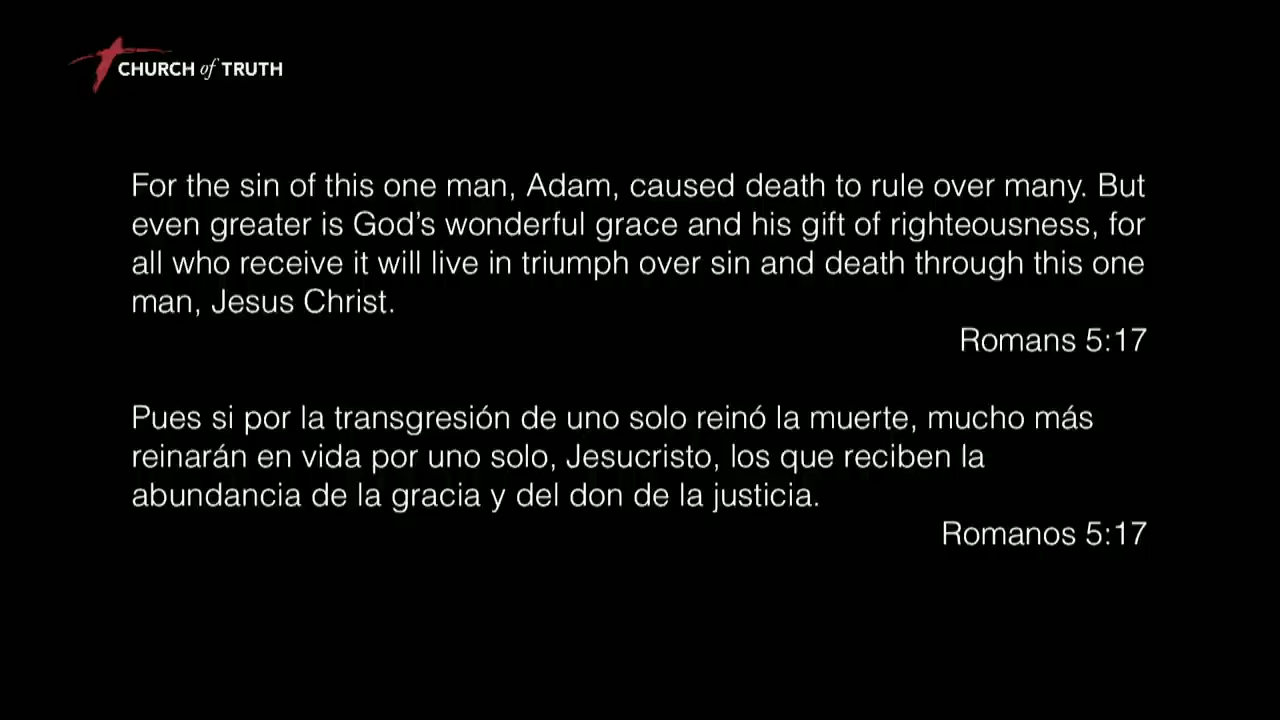 CHURCH of TRUTH
For the sin of this one man, Adam, caused death to rule over many. But
even greater is God’s wonderful grace and his gift of righteousness, for
all who receive it will live in triumph over sin and death through this one
man, Jesus Christ.
Romans 5:17
Pues si por la transgresión de uno solo reinó la muerte, mucho más
reinarán en vida por uno solo, Jesucristo, los que reciben la
abundancia de la gracia y del don de la justicia.
Romanos 5:17